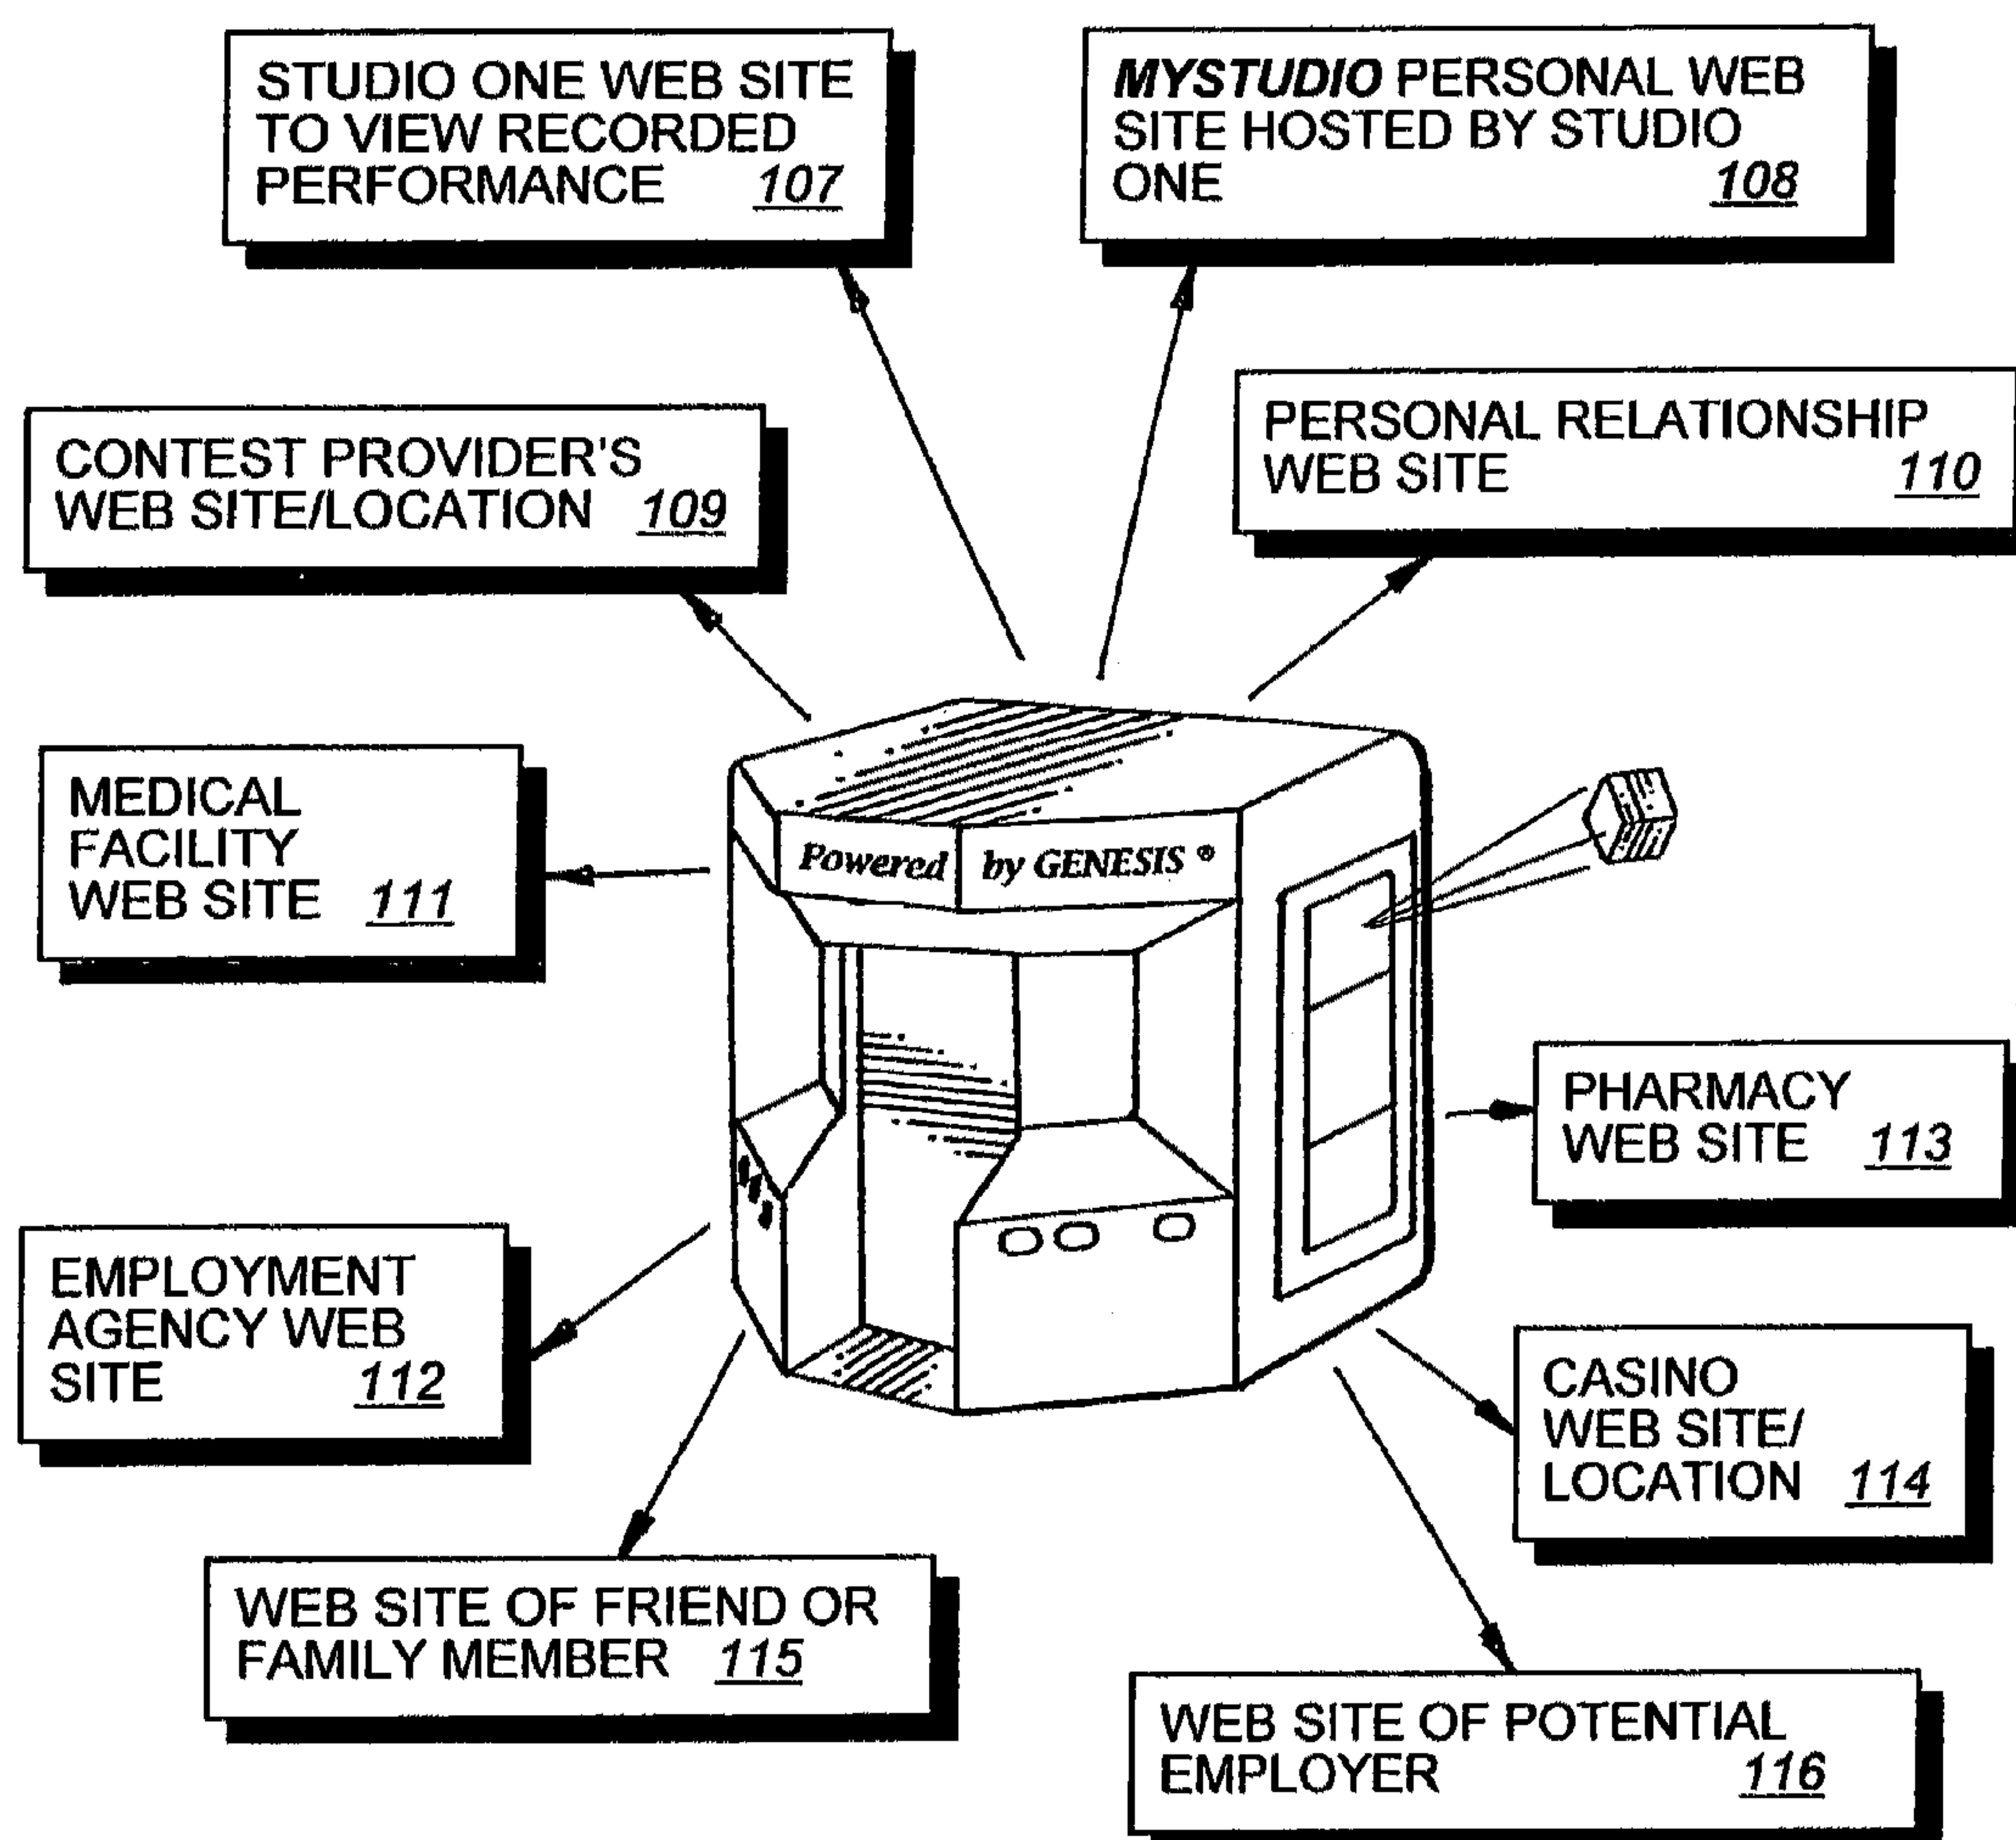 STUDIO ONE WEB SITE
TO VIEW RECORDED
PERFORMANCE 107
MYSTUDIO PERSONAL WEB
SITE HOSTED BY STUDIO
ONE 108
CONTEST PROVIDER'S
WEB SITE/LOCATION 109
PERSONAL RELATIONSHIP
WEB SITE 110
MEDICAL
FACILITY
WEB SITE 111
Powered by GENESIS ®
PHARMACY
WEB SITE 113
EMPLOYMENT
AGENCY WEB
SITE 112
CASINO
WEB SITE/
LOCATION 114
WEB SITE OF FRIEND OR
FAMILY MEMBER 115
WEB SITE OF POTENTIAL
EMPLOYER 116